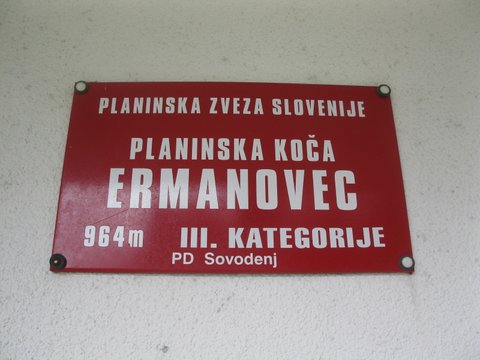 PLANINSKA ZVEZA SLOVENIJE
PLANINSKA KOČA
ERMANOVEC
964m III. KATEGORIJE
PD Sovodenj